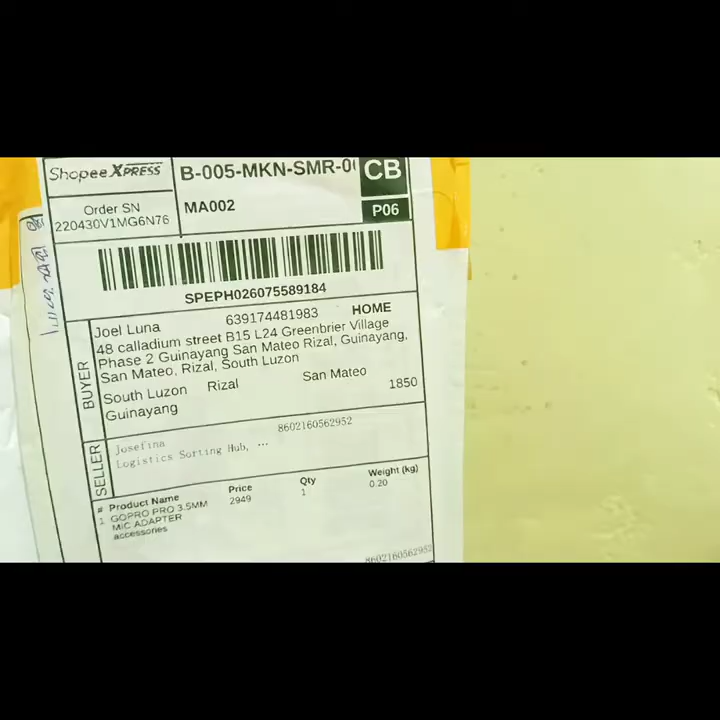 Shopee XPRESS
B-005-MKN-SMR-0
CB
Order SN
220430V1MG6N76
MA002
P06
SPEPH026075589184
BUYER
Joel Luna 639174481983 HOME
48 calladium street B15 L24 Greenbrier Village
Phase 2 Guinayang San Mateo Rizal, Guinayang,
San Mateo, Rizal, South Luzon
South Luzon Rizal San Mateo 1850
Guinayang
SELLER
Josefina 8602160562952
Logistics Sorting Hub, ...
# Product Name Price Qty Weight (kg)
1 GOPRO PRO 3.5MM 2949 1 0.20
MIC ADAPTER
accessories
8602160562952